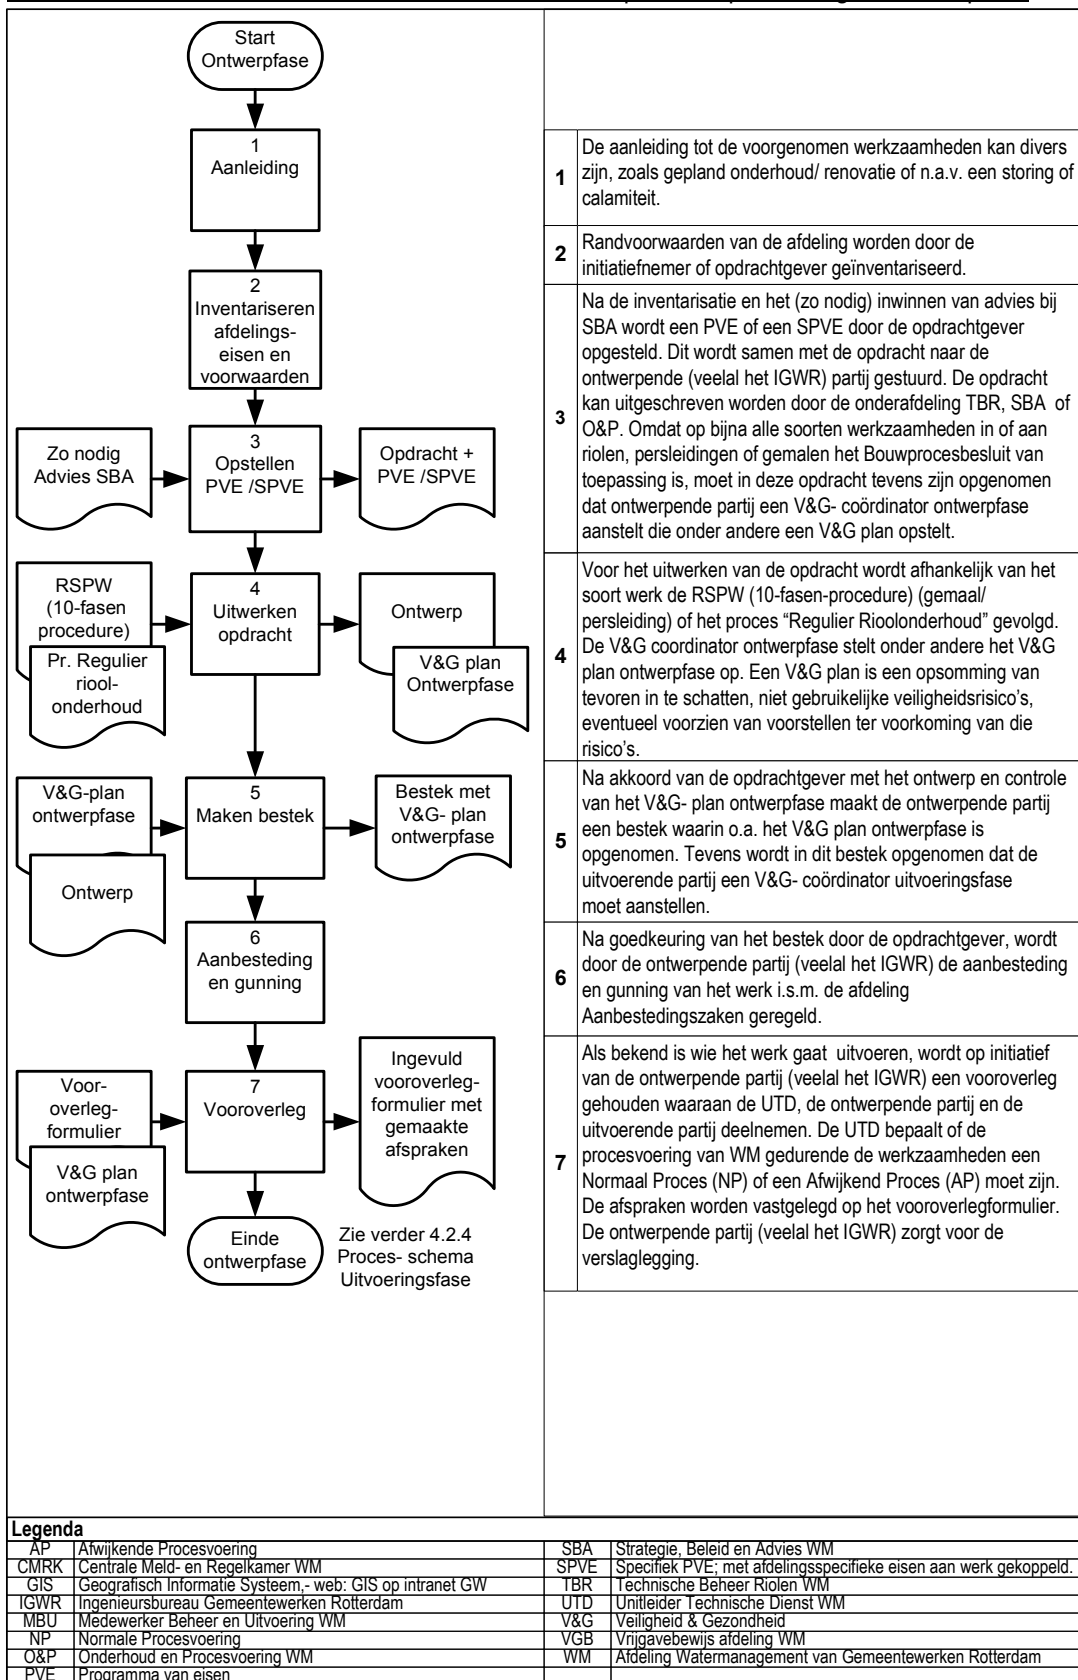 Start
Ontwerpfase
1
Aanleiding
2
Inventariseren
afdelings-
eisen en
voorwaarden
Zo nodig
Advies SBA
3
Opstellen
PVE /SPVE
Opdracht +
PVE /SPVE
RSPW
(10-fasen
procedure)
Pr. Regulier
riool-
onderhoud
4
Uitwerken
opdracht
Ontwerp
V&G plan
Ontwerpfase
V&G-plan
ontwerpfase
Ontwerp
5
Maken bestek
Bestek met
V&G- plan
ontwerpfase
6
Aanbesteding
en gunning
Voor-
overleg-
formulier
V&G plan
ontwerpfase
7
Vooroverleg
Ingevuld
vooroverleg-
formulier met
gemaakte
afspraken
Einde
ontwerpfase
Zie verder 4.2.4
Proces- schema
Uitvoeringsfase
1
De aanleiding tot de voorgenomen werkzaamheden kan divers
zijn, zoals gepland onderhoud/ renovatie of n.a.v. een storing of
calamiteit.
2
Randvoorwaarden van de afdeling worden door de
initiatiefnemer of opdrachtgever geïnventariseerd.
3
Na de inventarisatie en het (zo nodig) inwinnen van advies bij
SBA wordt een PVE of een SPVE door de opdrachtgever
opgesteld. Dit wordt samen met de opdracht naar de
ontwerpende (veelal het IGWR) partij gestuurd. De opdracht
kan uitgeschreven worden door de onderafdeling TBR, SBA of
O&P. Omdat op bijna alle soorten werkzaamheden in of aan
riolen, persleidingen of gemalen het Bouwprocesbesluit van
toepassing is, moet in deze opdracht tevens zijn opgenomen
dat ontwerpende partij een V&G- coördinator ontwerpfase
aanstelt die onder andere een V&G plan opstelt.
4
Voor het uitwerken van de opdracht wordt afhankelijk van het
soort werk de RSPW (10-fasen-procedure) (gemaal/
persleiding) of het proces “Regulier Rioolonderhoud” gevolgd.
De V&G coordinator ontwerpfase stelt onder andere het V&G
plan ontwerpfase op. Een V&G plan is een opsomming van
tevoren in te schatten, niet gebruikelijke veiligheidsrisico’s,
eventueel voorzien van voorstellen ter voorkoming van die
risico’s.
5
Na akkoord van de opdrachtgever met het ontwerp en controle
van het V&G- plan ontwerpfase maakt de ontwerpende partij
een bestek waarin o.a. het V&G plan ontwerpfase is
opgenomen. Tevens wordt in dit bestek opgenomen dat de
uitvoerende partij een V&G- coördinator uitvoeringsfase
moet aanstellen.
6
Na goedkeuring van het bestek door de opdrachtgever, wordt
door de ontwerpende partij (veelal het IGWR) de aanbesteding
en gunning van het werk i.s.m. de afdeling
Aanbestedingszaken geregeld.
7
Als bekend is wie het werk gaat uitvoeren, wordt op initiatief
van de ontwerpende partij (veelal het IGWR) een vooroverleg
gehouden waaraan de UTD, de ontwerpende partij en de
uitvoerende partij deelnemen. De UTD bepaalt of de
procesvoering van WM gedurende de werkzaamheden een
Normaal Proces (NP) of een Afwijkend Proces (AP) moet zijn.
De afspraken worden vastgelegd op het vooroverlegformulier.
De ontwerpende partij (veelal het IGWR) zorgt voor de
verslaglegging.
Legenda
AP Afwijkende Procesvoering SBA Strategie, Beleid en Advies WM
CMRK Centrale Meld- en Regelkamer WM SPVE Specifiek PVE; met afdelingsspecifieke eisen aan werk gekoppeld.
GIS Geografisch Informatie Systeem,- web: GIS op intranet GW TBR Technische Beheer Riolen WM
IGWR Ingenieursbureau Gemeentewerken Rotterdam UTD Unitleider Technische Dienst WM
MBU Medewerker Beheer en Uitvoering WM V&G Veiligheid & Gezondheid
NP Normale Procesvoering VGB Vrijgavebewijs afdeling WM
O&P Onderhoud en Procesvoering WM WM Afdeling Watermanagement van Gemeentewerken Rotterdam
PVE Programma van eisen